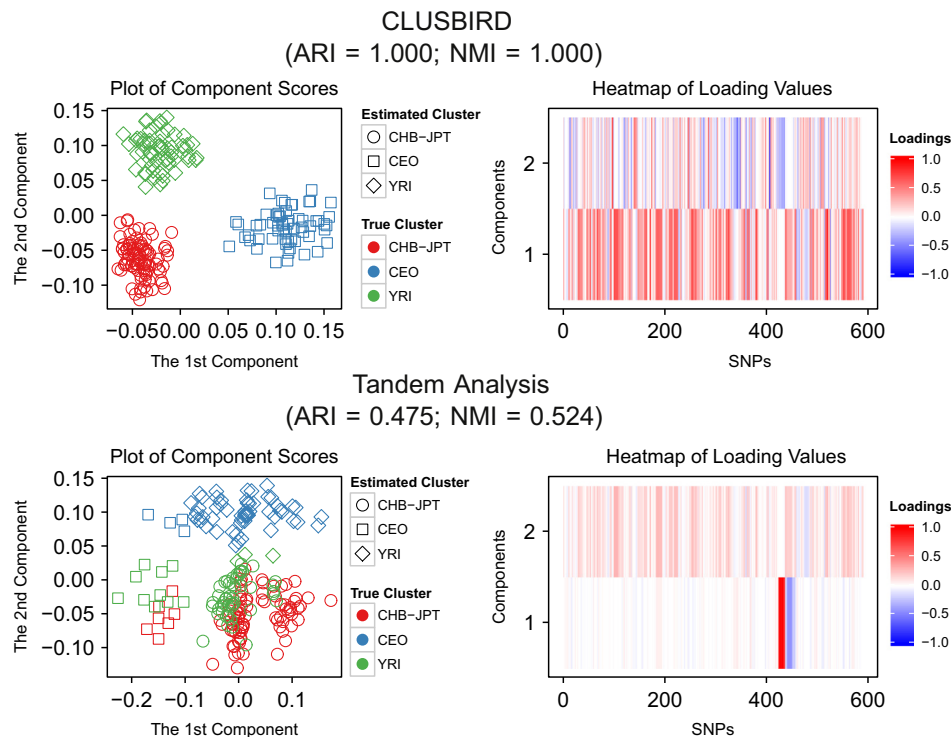 CLUSBIRD
(ARI = 1.000; NMI = 1.000)
Plot of Component Scores
The 2nd Component
0.15
0.10
0.05
0.00
−0.05
−0.10
−0.05 0.00 0.05 0.10 0.15
The 1st Component
Estimated Cluster
CHB−JPT
CEO
YRI
True Cluster
CHB−JPT
CEO
YRI
Heatmap of Loading Values
Components
2
1
0 200 400 600
SNPs
Loadings
1.0
0.5
0.0
−0.5
−1.0
Tandem Analysis
(ARI = 0.475; NMI = 0.524)
Plot of Component Scores
The 2nd Component
0.15
0.10
0.05
0.00
−0.05
−0.10
−0.2 −0.1 0.0 0.1
The 1st Component
Estimated Cluster
CHB−JPT
CEO
YRI
True Cluster
CHB−JPT
CEO
YRI
Heatmap of Loading Values
Components
2
1
0 200 400 600
SNPs
Loadings
1.0
0.5
0.0
−0.5
−1.0